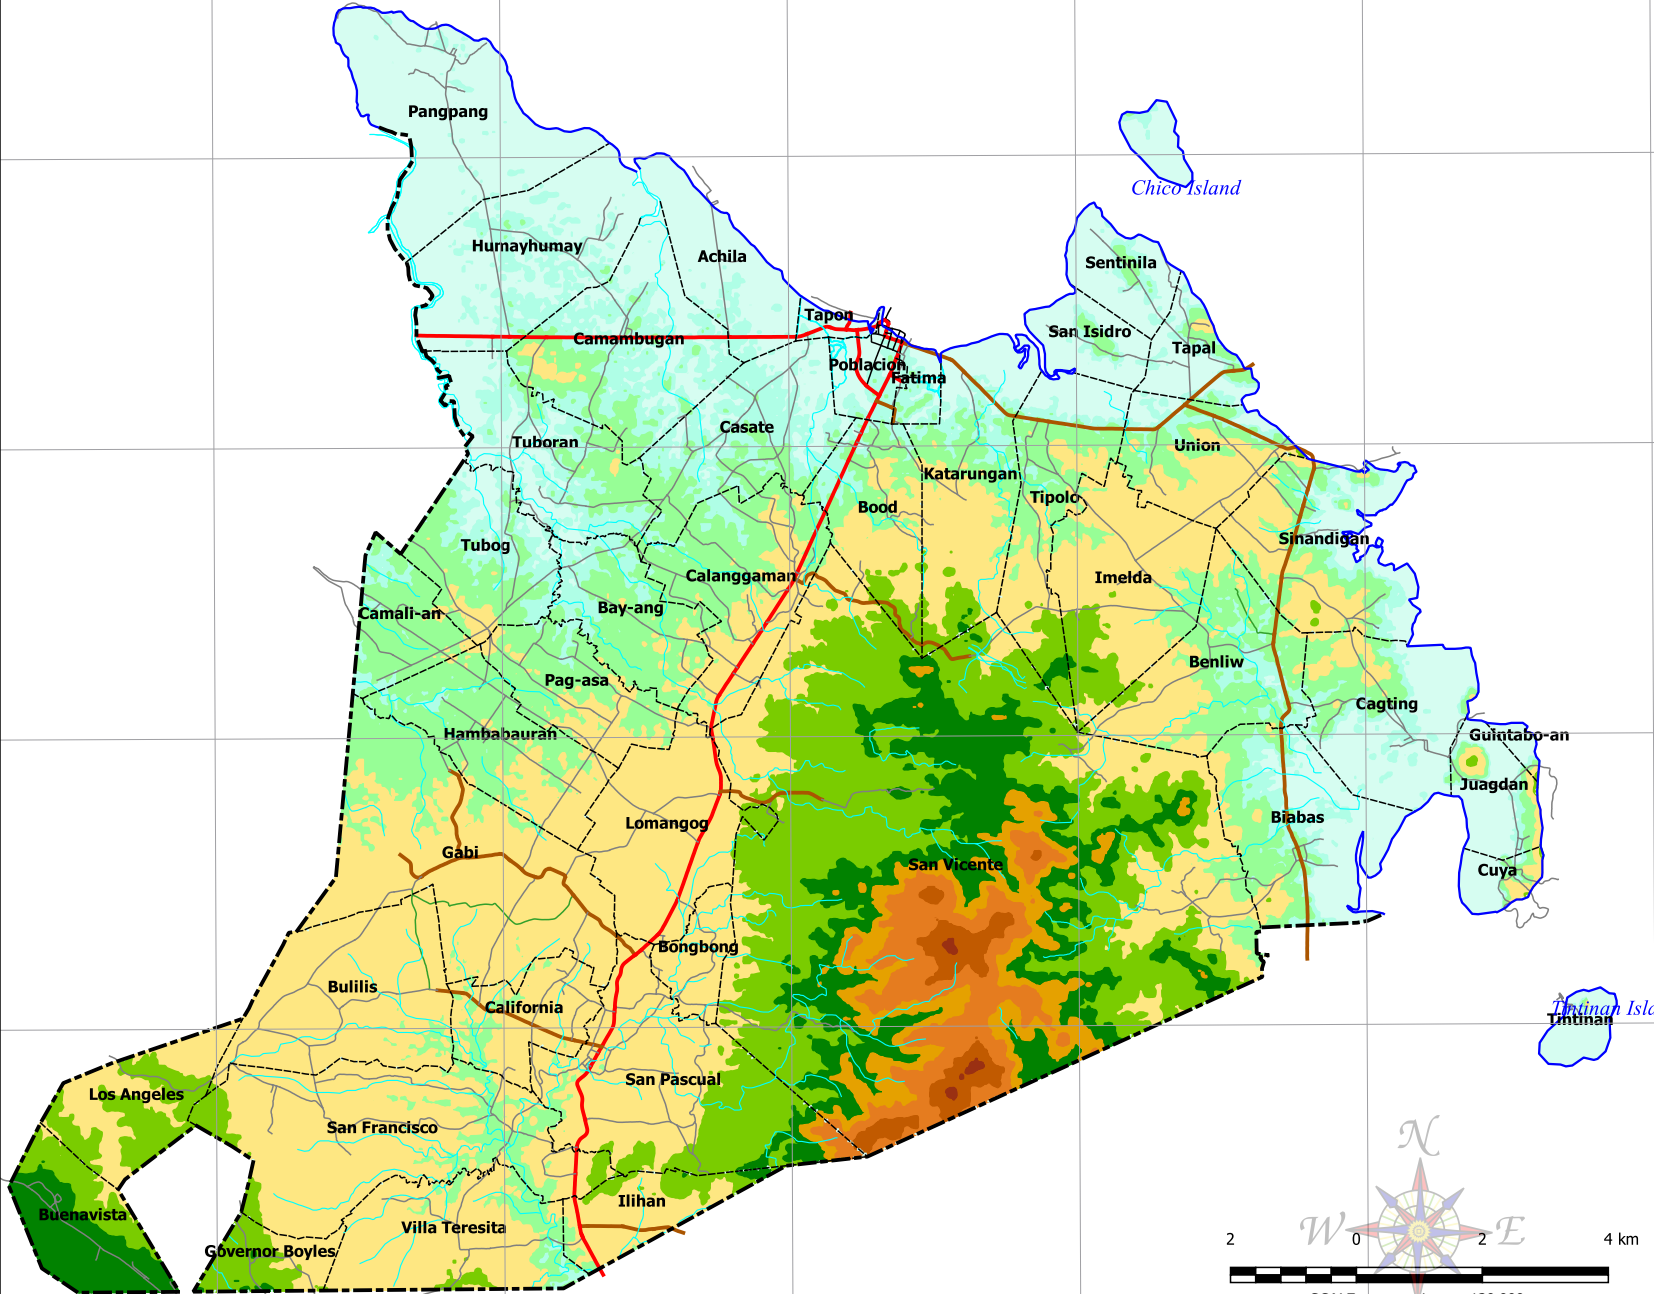 Pangpang
Chico Island
Humayhumay
Achila
Sentinila
Tapon
San Isidro
Camambugan
Tapal
Poblacion
Fatima
Casate
Tuboran
Union
Katarungan
Tipolo
Bood
Sinandigan
Tubog
Calanggaman
Imelda
Bay-ang
Camali-an
Benliw
Pag-asa
Cagting
Hambabauran
Guintabo-an
Juagdan
Lomangog
Biabas
Gabi
San Vicente
Cuya
Bongbong
Bulilis
California
Tintinan Isla
Tintinan
San Pascual
Los Angeles
San Francisco
N
Ilihan
Buenavista
Villa Teresita
W
E
Governor Boyles
2 0 2 4 km